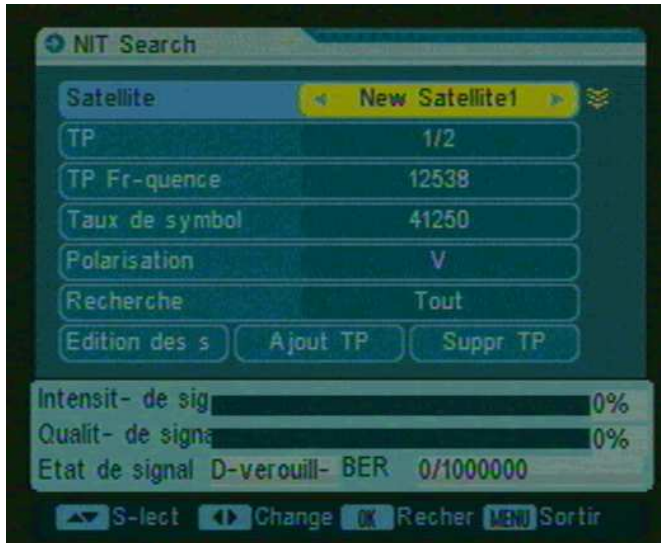 NIT Search
Satellite New Satellite1
TP 1/2
TP Fr-quence 12538
Taux de symbol 41250
Polarisation V
Recherche Tout
Edition des s Ajout TP Suppr TP
Intensit- de sig 0%
Qualit- de signa 0%
Etat de signal D-verouill- BER 0/1000000
S-lect Change OK Recher MENU Sortir